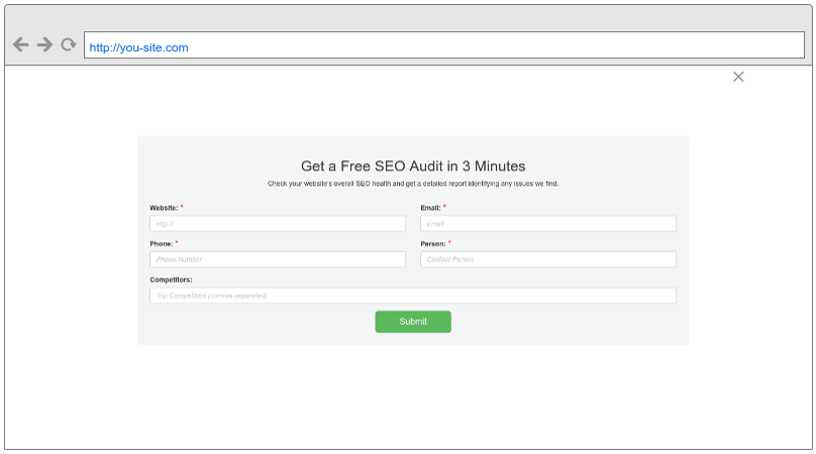 http://you-site.com
Get a Free SEO Audit in 3 Minutes
Check your website's overall SEO health and get a detailed report identifying any issues we find.
Website: * Email: *
http:// Email
Phone: * Person: *
Phone Number Contact Person
Competitors:
Top Competitors (comma separated)
Submit